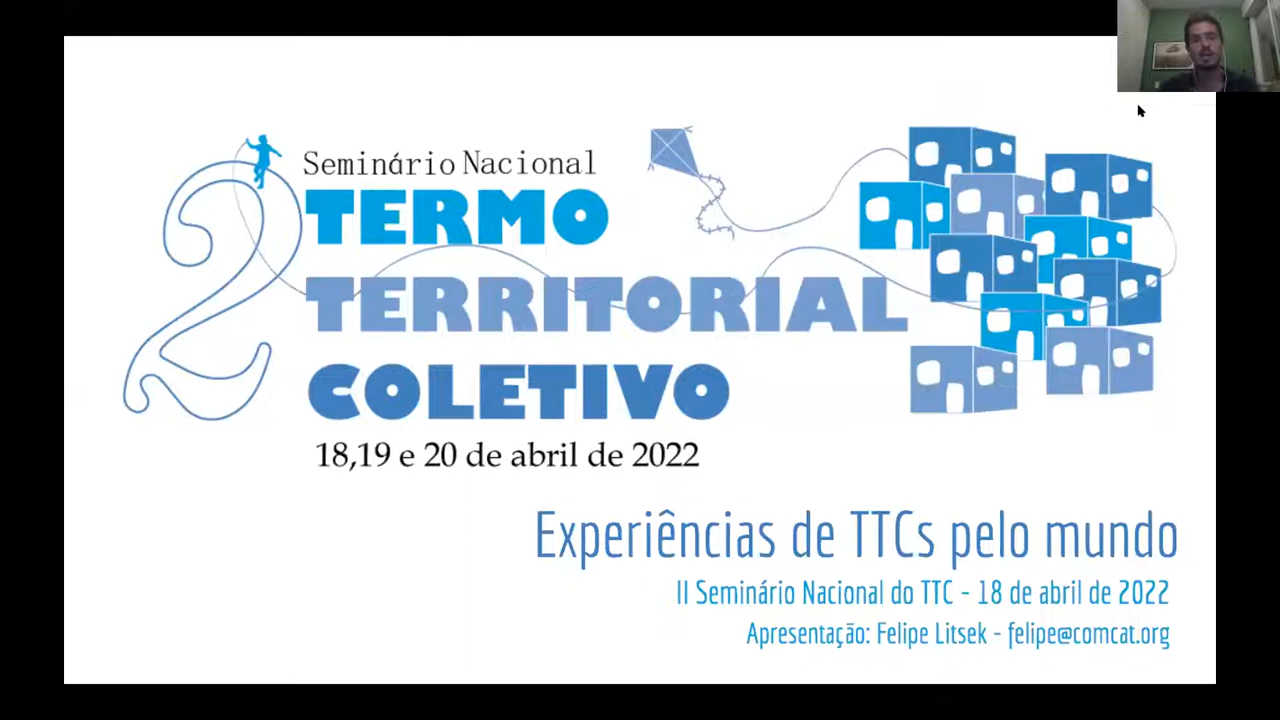 2 Seminário Nacional
TERMO
TERRITORIAL
COLETIVO
18,19 e 20 de abril de 2022
Experiências de TTCs pelo mundo
II Seminário Nacional do TTC - 18 de abril de 2022
Apresentação: Felipe Litsek - felipe@comcat.org